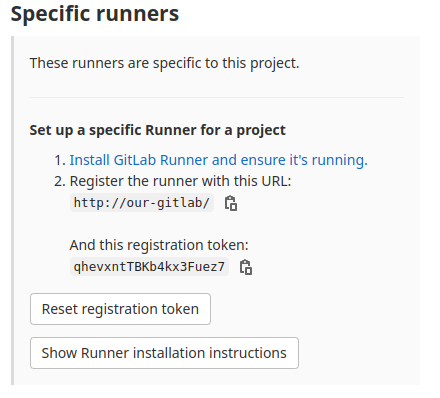 Specific runners
These runners are specific to this project.
Set up a specific Runner for a project
1. Install GitLab Runner and ensure it's running.
2. Register the runner with this URL:
http://our-gitlab/
And this registration token:
qhevxntTBKb4kx3Fuez7
Reset registration token
Show Runner installation instructions